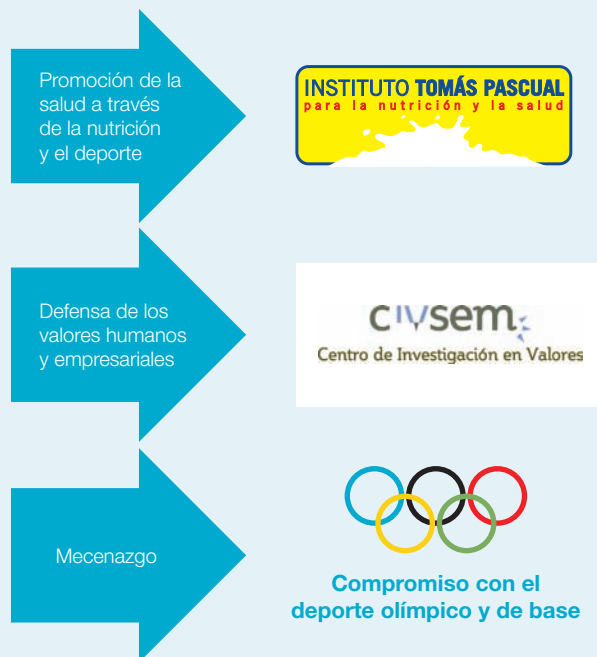 Promoción de la
salud a través
de la nutrición
y el deporte
INSTITUTO TOMÁS PASCUAL
para la nutrición y la salud
Defensa de los
valores humanos
y empresariales
civsem
Centro de Investigación en Valores
Mecenazgo
Compromiso con el
deporte olímpico y de base